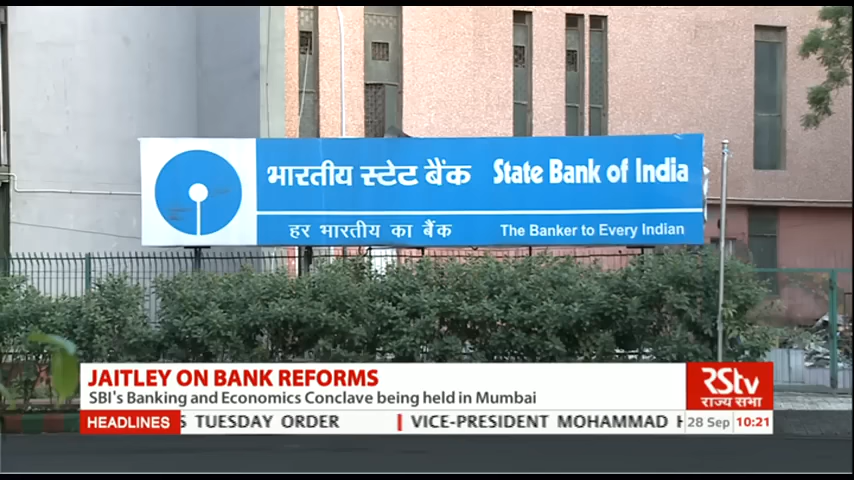 भारतीय स्टेट बैंक State Bank of India
हर भारतीय का बैंक The Banker to Every Indian
JAITLEY ON BANK REFORMS
SBI's Banking and Economics Conclave being held in Mumbai
RStv
राज्य सभा
HEADLINES S TUESDAY ORDER VICE-PRESIDENT MOHAMMAD H 28 Sep 10:21